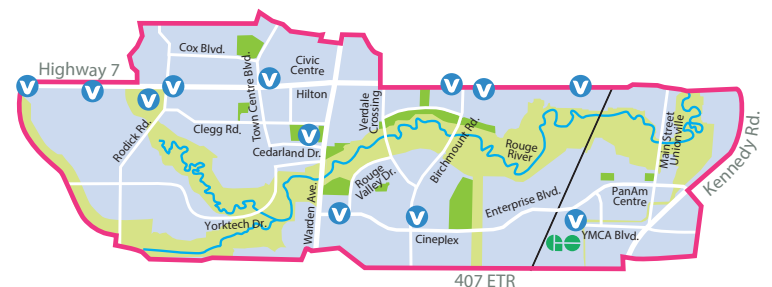 Cox Blvd.
Highway 7
Civic
Centre
Hilton
Town Centre Blvd.
Verdale
Crossing
Rodick Rd.
Clegg Rd.
Cedarland Dr.
Birchmount Rd.
Rouge
River
Main Street
Unionville
Kennedy Rd.
Rouge
Valley Dr.
Warden Ave.
Yorktech Dr.
Enterprise Blvd.
PanAm
Centre
Cineplex
YMCA Blvd.
GO
407 ETR
V
V
V
V
V
V
V
V
V
V
V
V